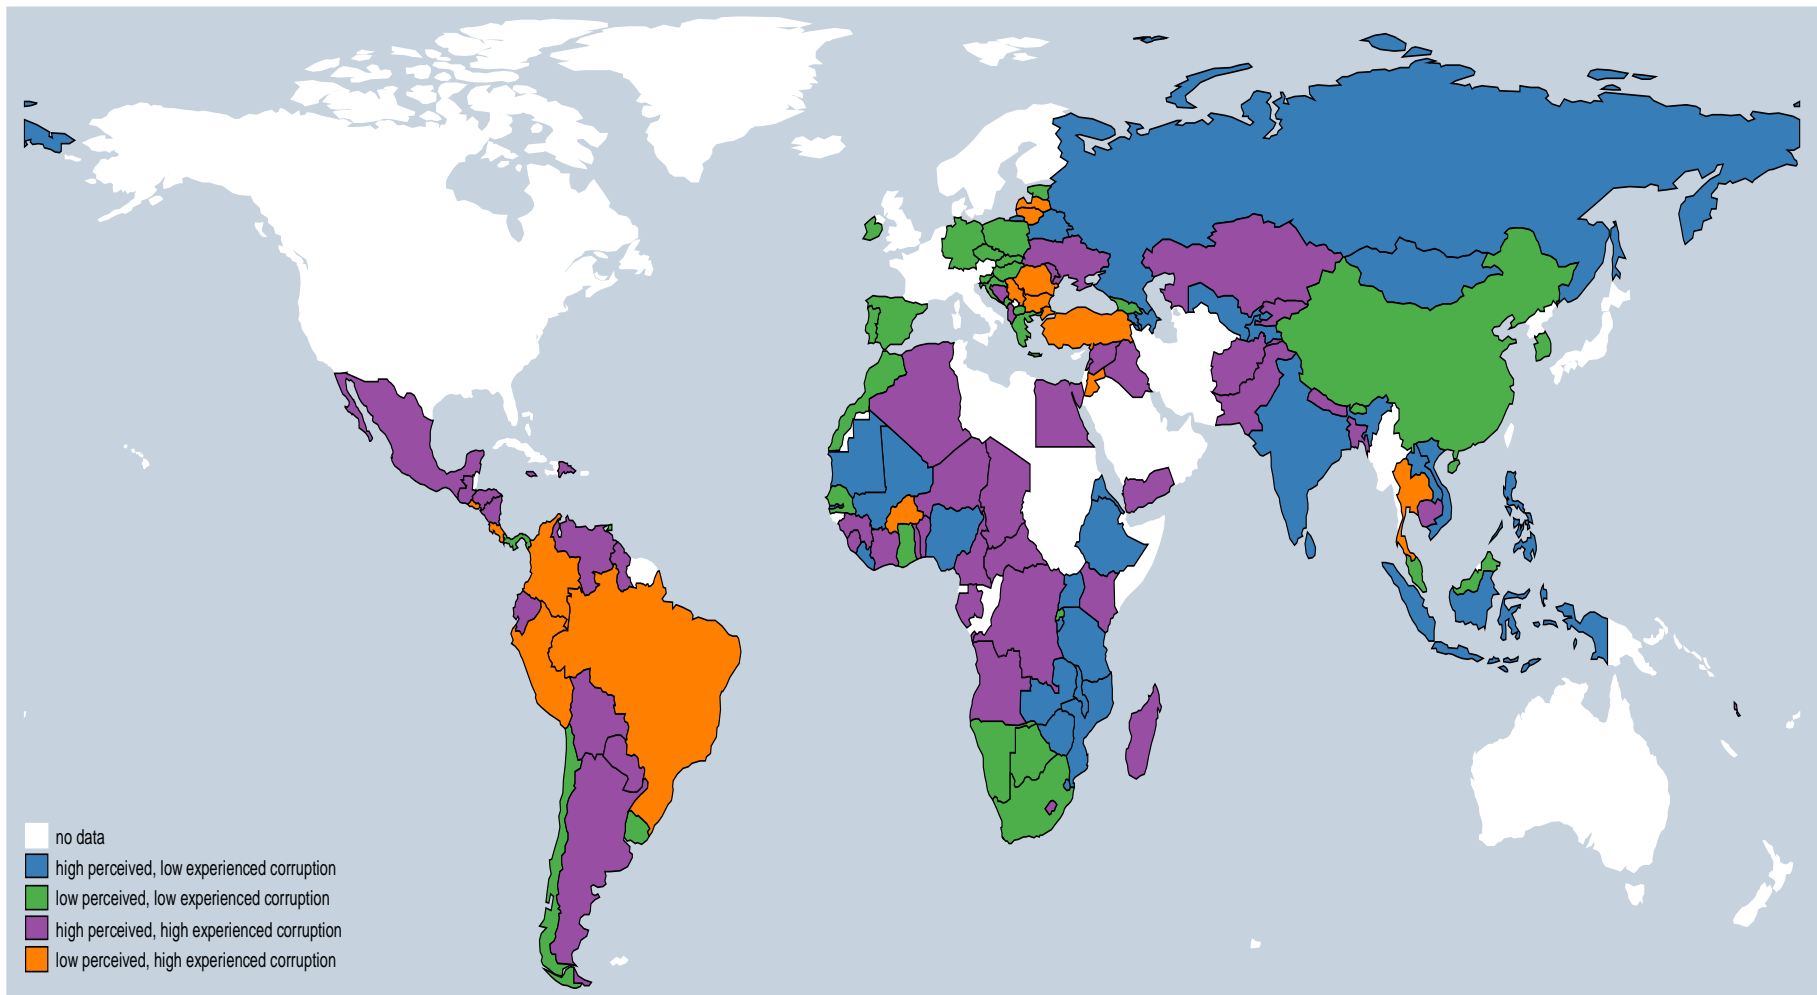 no data
high perceived, low experienced corruption
low perceived, low experienced corruption
high perceived, high experienced corruption
low perceived, high experienced corruption